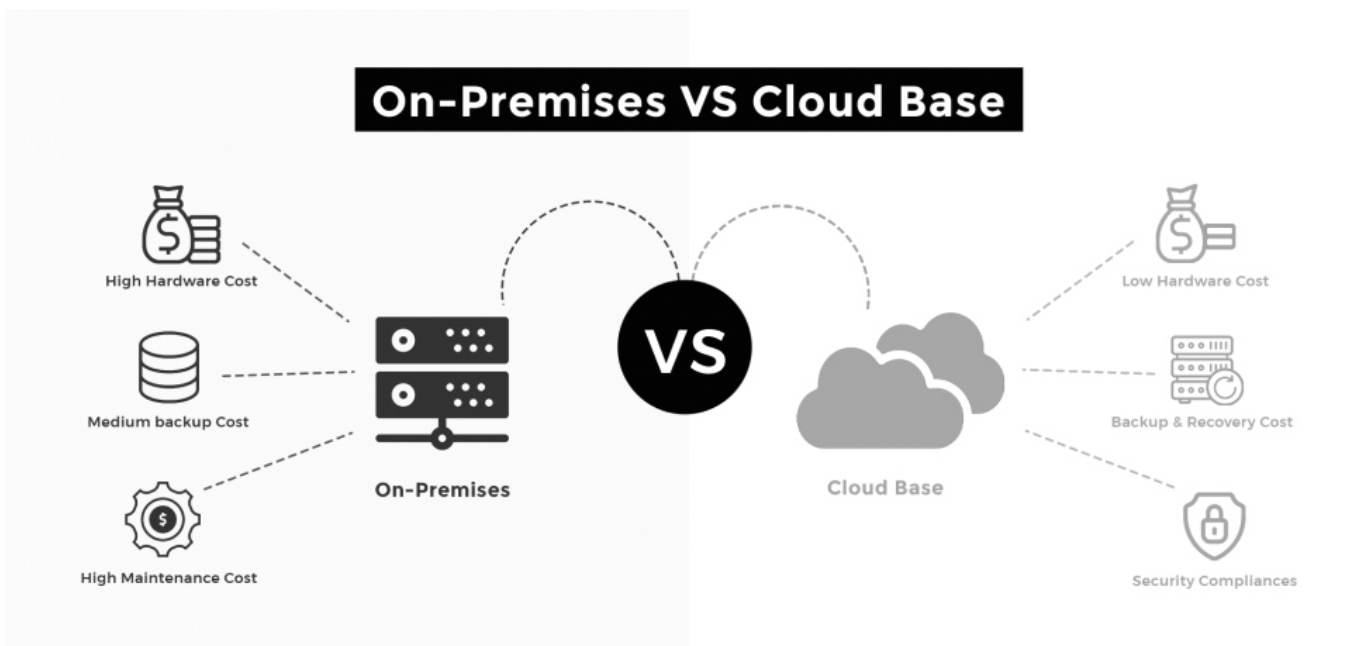 On-Premises VS Cloud Base
High Hardware Cost
Medium backup Cost
High Maintenance Cost
On-Premises
VS
Cloud Base
Low Hardware Cost
Backup & Recovery Cost
Security Compliances